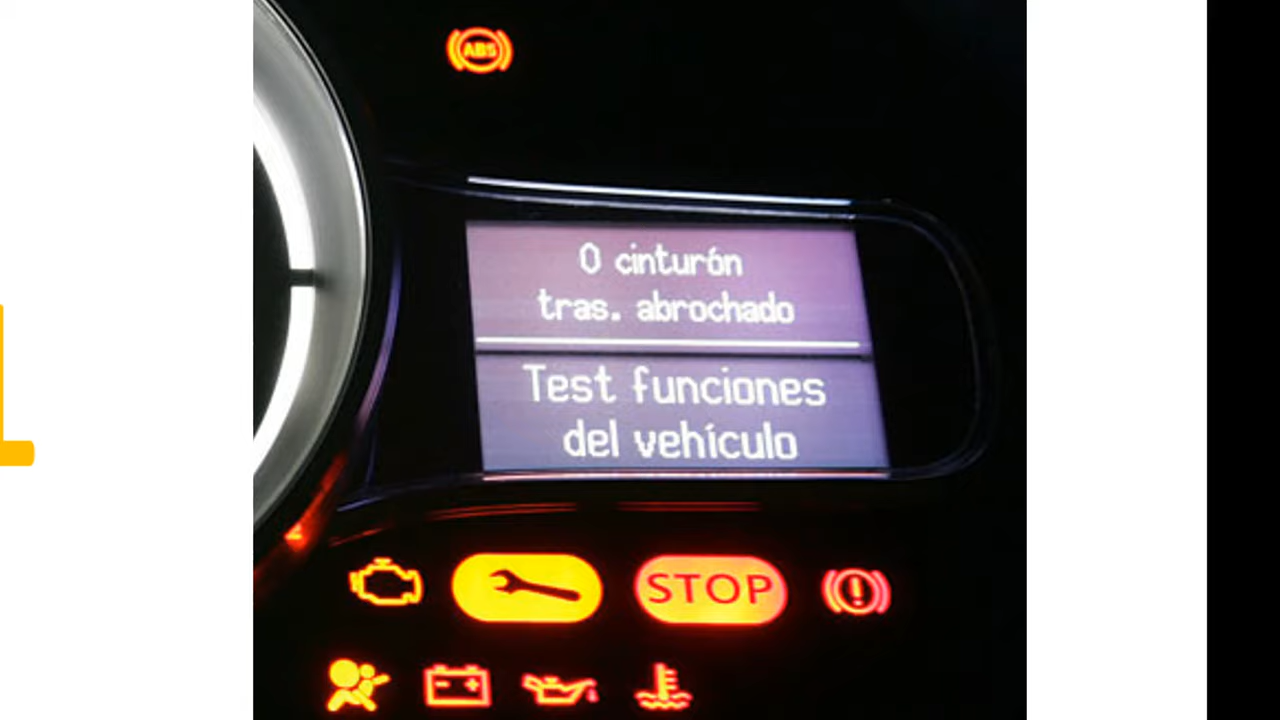 ABS
0 cinturón
tras. abrochado
Test funciones
del vehículo
STOP